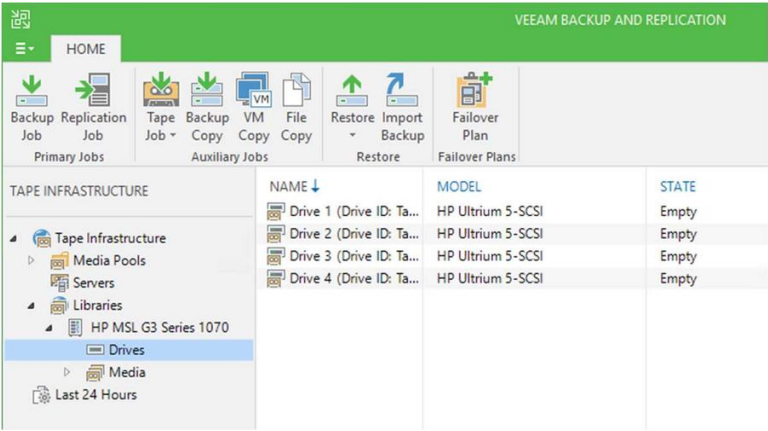 VEEAM BACKUP AND REPLICATION
HOME
Backup Job
Replication Job
Tape Job
Backup Copy
VM Copy
VM
File Copy
Restore
Import Backup
Failover Plan
Primary Jobs
Auxiliary Jobs
Restore
Failover Plans
TAPE INFRASTRUCTURE
Tape Infrastructure
Media Pools
Servers
Libraries
HP MSL G3 Series 1070
Drives
Media
Last 24 Hours
NAME MODEL STATE
Drive 1 (Drive ID: Ta... HP Ultrium 5-SCSI Empty
Drive 2 (Drive ID: Ta... HP Ultrium 5-SCSI Empty
Drive 3 (Drive ID: Ta... HP Ultrium 5-SCSI Empty
Drive 4 (Drive ID: Ta... HP Ultrium 5-SCSI Empty